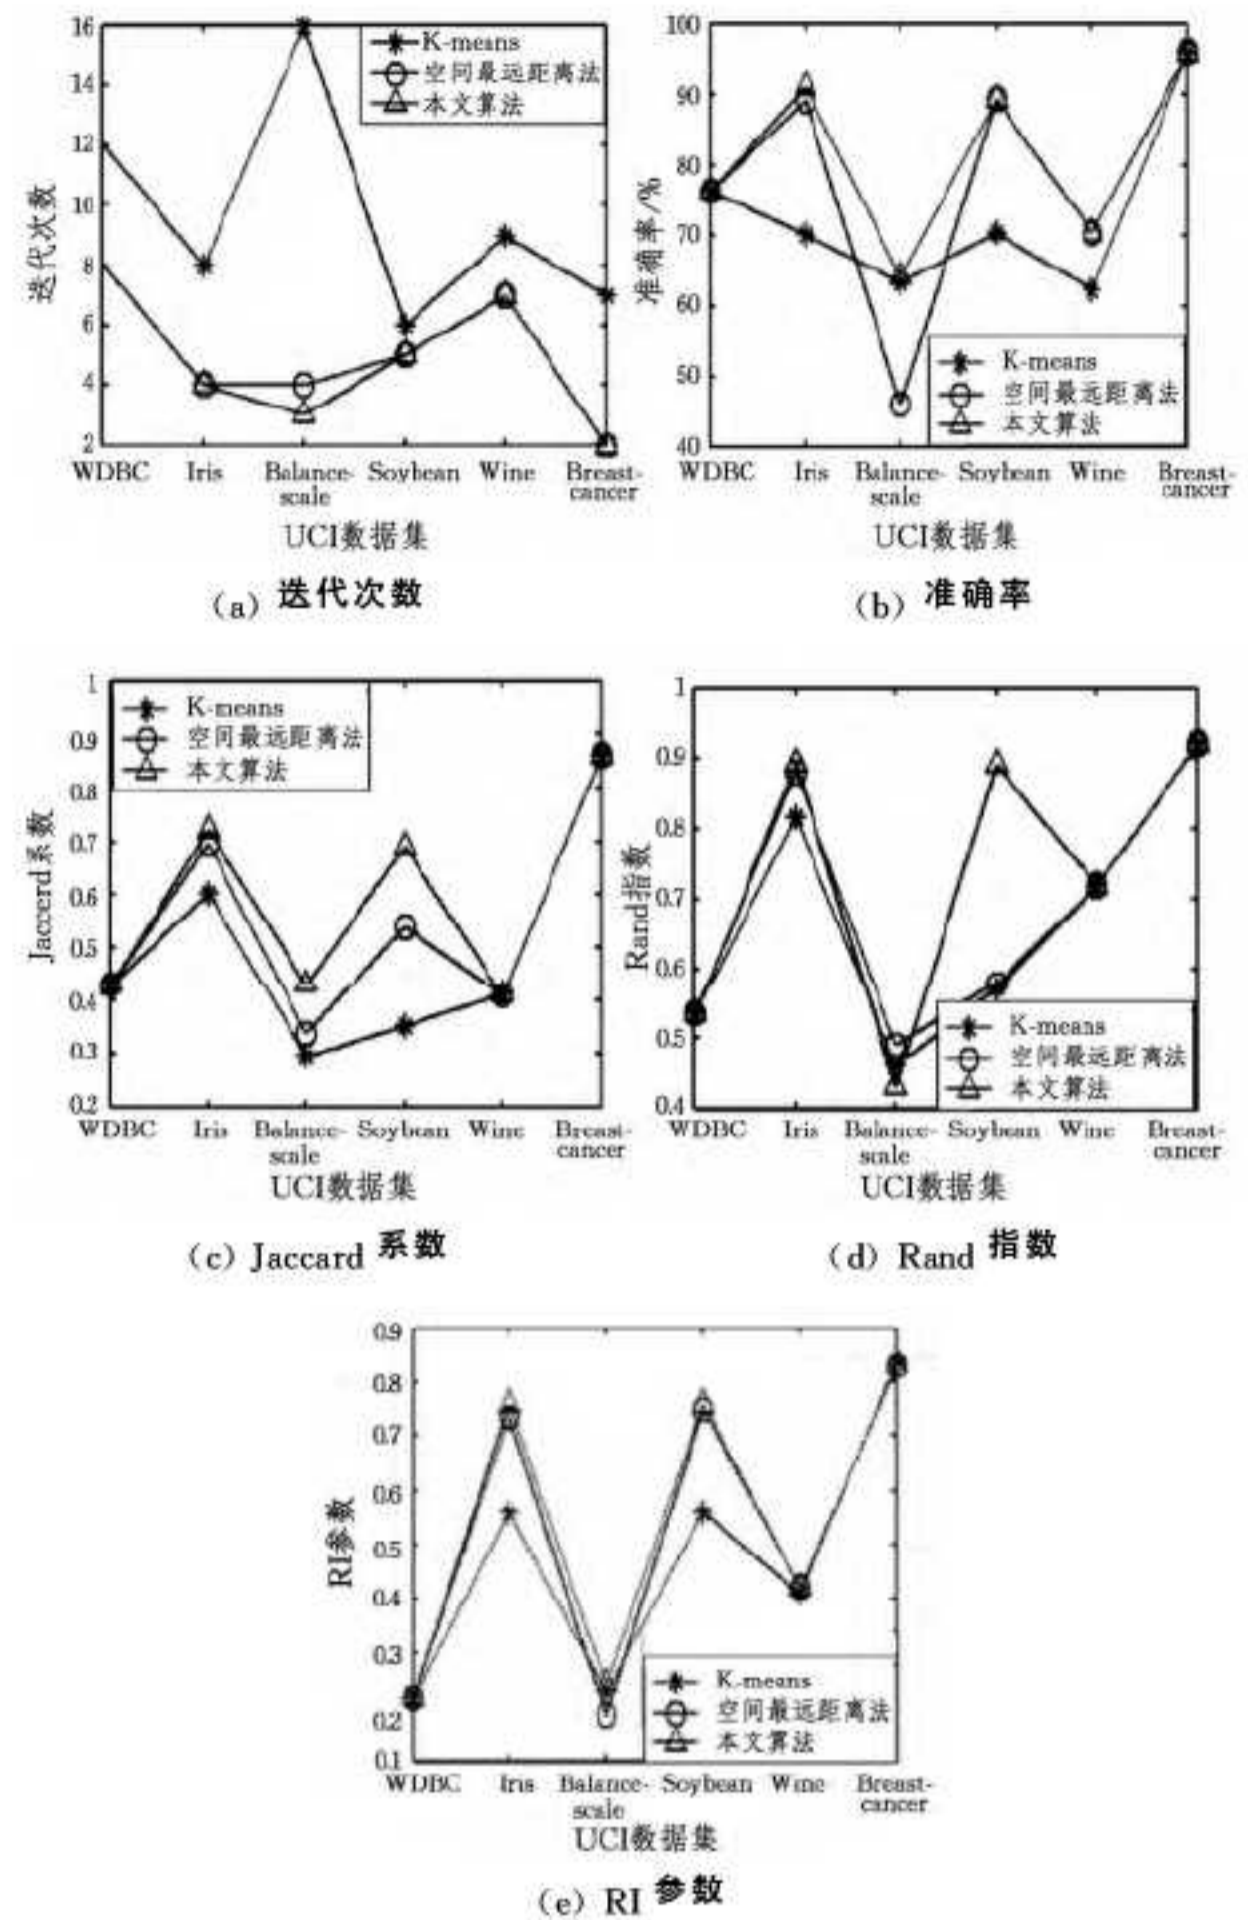 16
14
12
10
8
6
4
2
迭代次数
K-means
空间最远距离法
本文算法
WDBC Iris Balance-scale Soybean Wine Breast-cancer
UCI数据集
(a) 迭代次数
100
90
80
70
60
50
40
准确率/%
K-means
空间最远距离法
本文算法
WDBC Iris Balance-scale Soybean Wine Breast-cancer
UCI数据集
(b) 准确率
1
0.9
0.8
0.7
0.6
0.5
0.4
0.3
0.2
Jaccerd系数
K-means
空间最远距离法
本文算法
WDBC Iris Balance-scale Soybean Wine Breast-cancer
UCI数据集
(c) Jaccard 系数
1
0.9
0.8
0.7
0.6
0.5
0.4
Rand指数
K-means
空间最远距离法
本文算法
WDBC Iris Balance-scale Soybean Wine Breast-cancer
UCI数据集
(d) Rand 指数
0.9
0.8
0.7
0.6
0.5
0.4
0.3
0.2
0.1
RI参数
K-means
空间最远距离法
本文算法
WDBC Iris Balance-scale Soybean Wine Breast-cancer
UCI数据集
(e) RI 参数